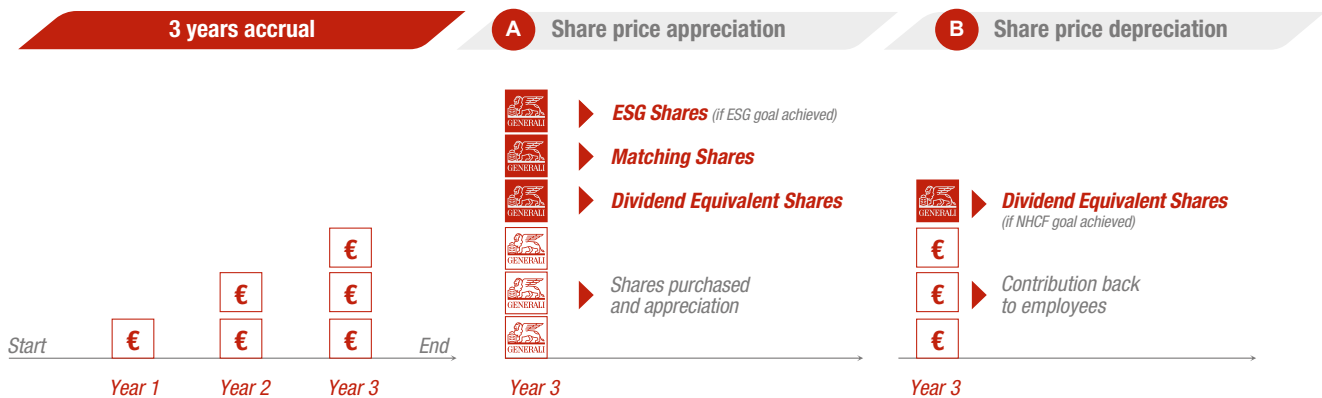 3 years accrual
A Share price appreciation
B Share price depreciation
GENERALI
ESG Shares (if ESG goal achieved)
GENERALI
Matching Shares
GENERALI
Dividend Equivalent Shares
GENERALI
GENERALI
Shares purchased
and appreciation
GENERALI
GENERALI
Dividend Equivalent Shares
(if NHCF goal achieved)
€
€
Contribution back
to employees
€
€
€ €
€ € €
Start
End
Year 1
Year 2
Year 3
Year 3
Year 3